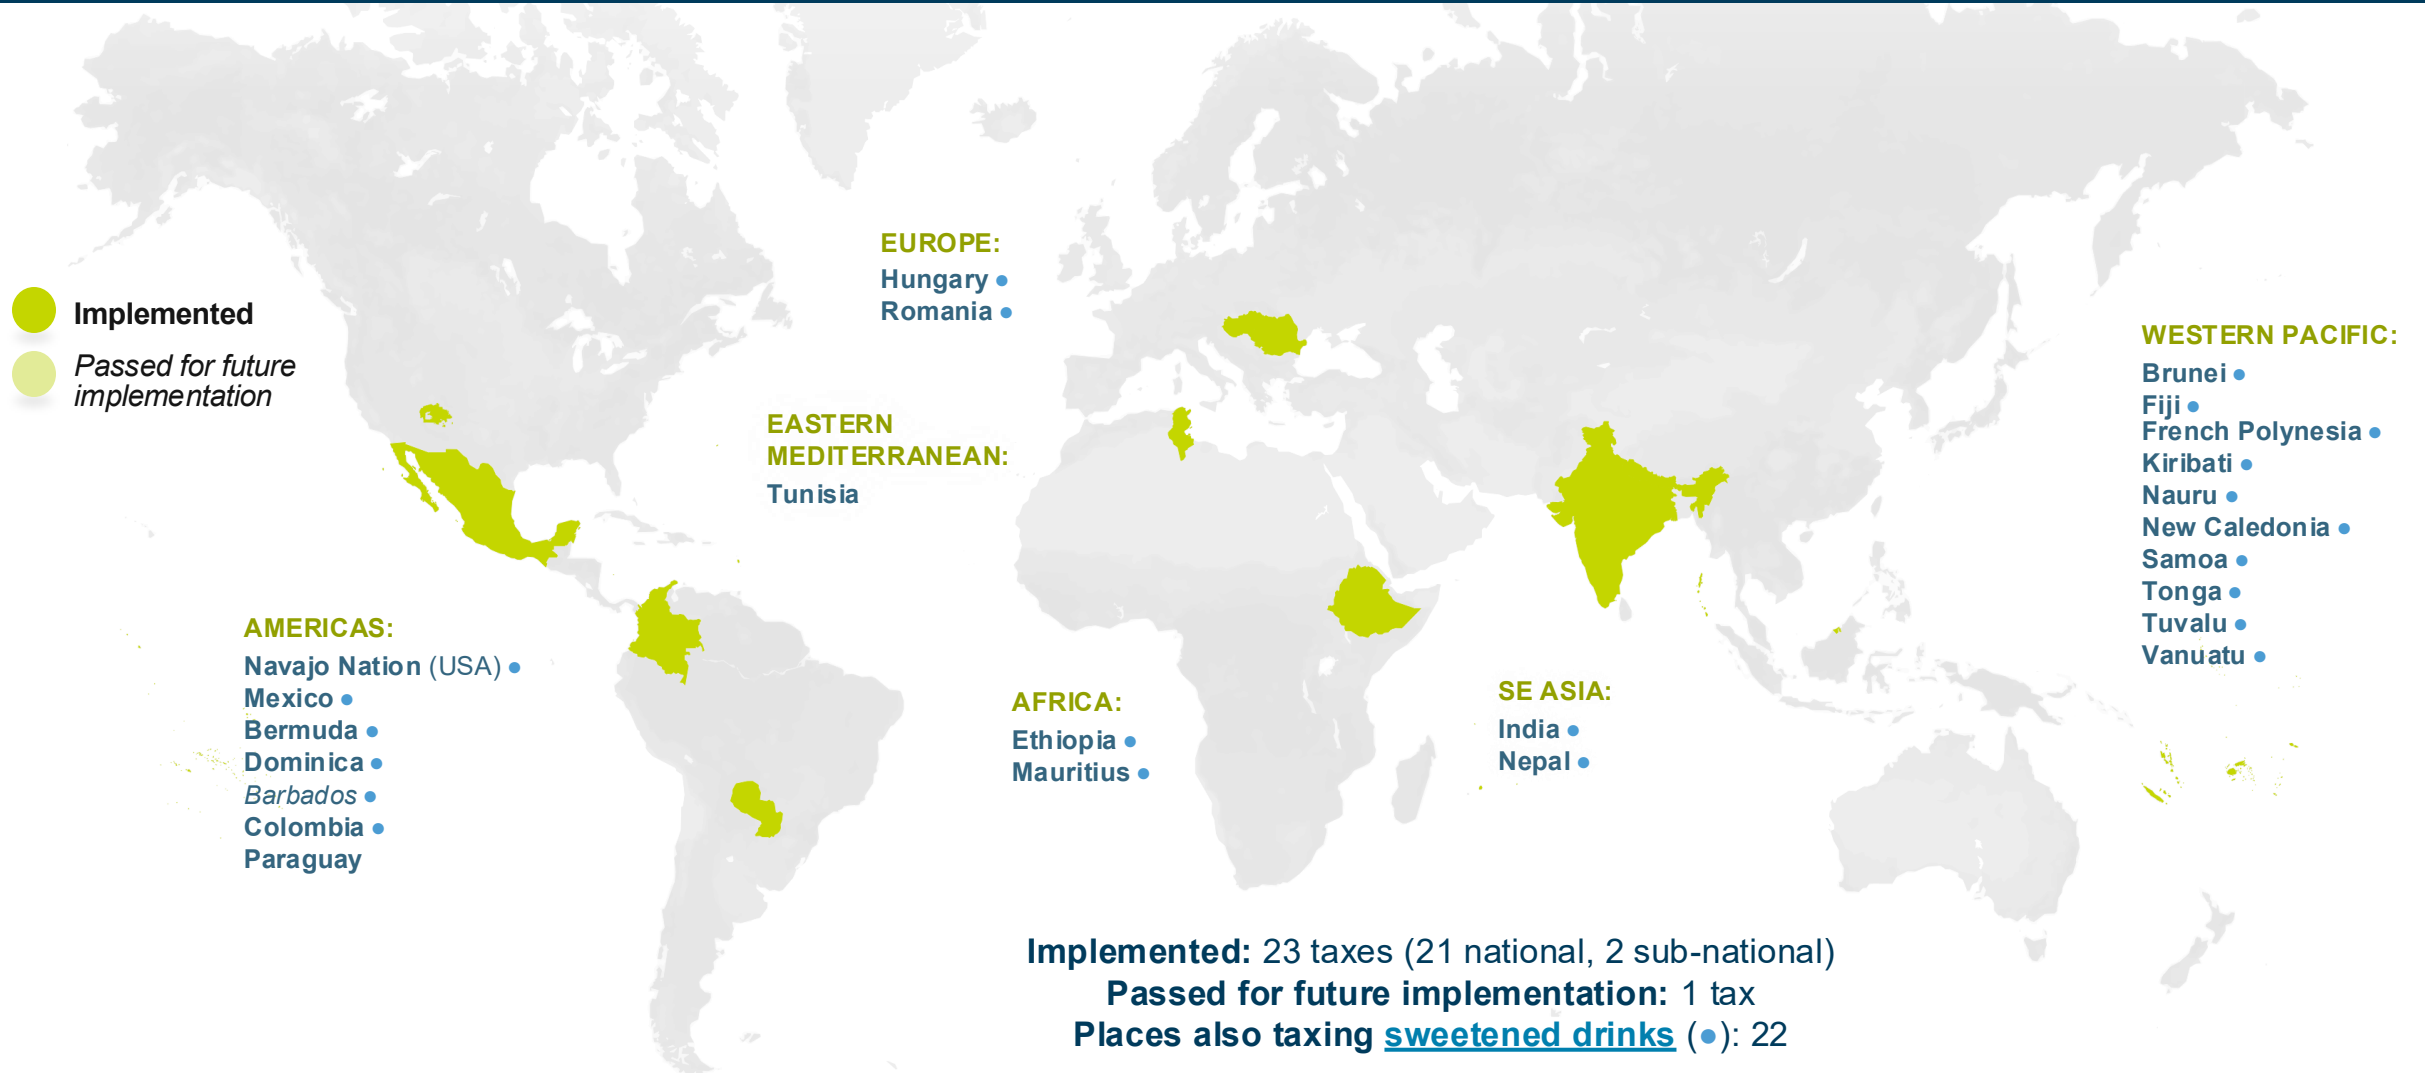 Implemented
Passed for future
implementation
EUROPE:
Hungary ●
Romania ●
EASTERN
MEDITERRANEAN:
Tunisia
AMERICAS:
Navajo Nation (USA) ●
Mexico ●
Bermuda ●
Dominica ●
Barbados ●
Colombia ●
Paraguay
AFRICA:
Ethiopia ●
Mauritius ●
SE ASIA:
India ●
Nepal ●
WESTERN PACIFIC:
Brunei ●
Fiji ●
French Polynesia ●
Kiribati ●
Nauru ●
New Caledonia ●
Samoa ●
Tonga ●
Tuvalu ●
Vanuatu ●
Implemented: 23 taxes (21 national, 2 sub-national)
Passed for future implementation: 1 tax
Places also taxing sweetened drinks (●): 22